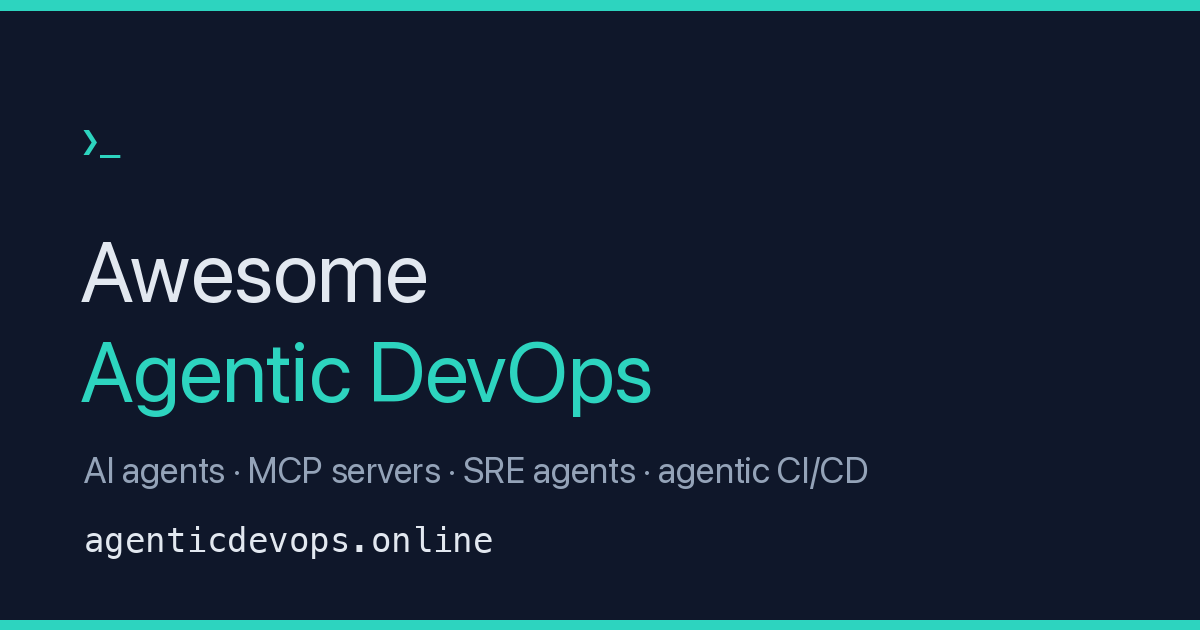 ❯_
Awesome
Agentic DevOps
AI agents · MCP servers · SRE agents · agentic CI/CD
agenticdevops.online